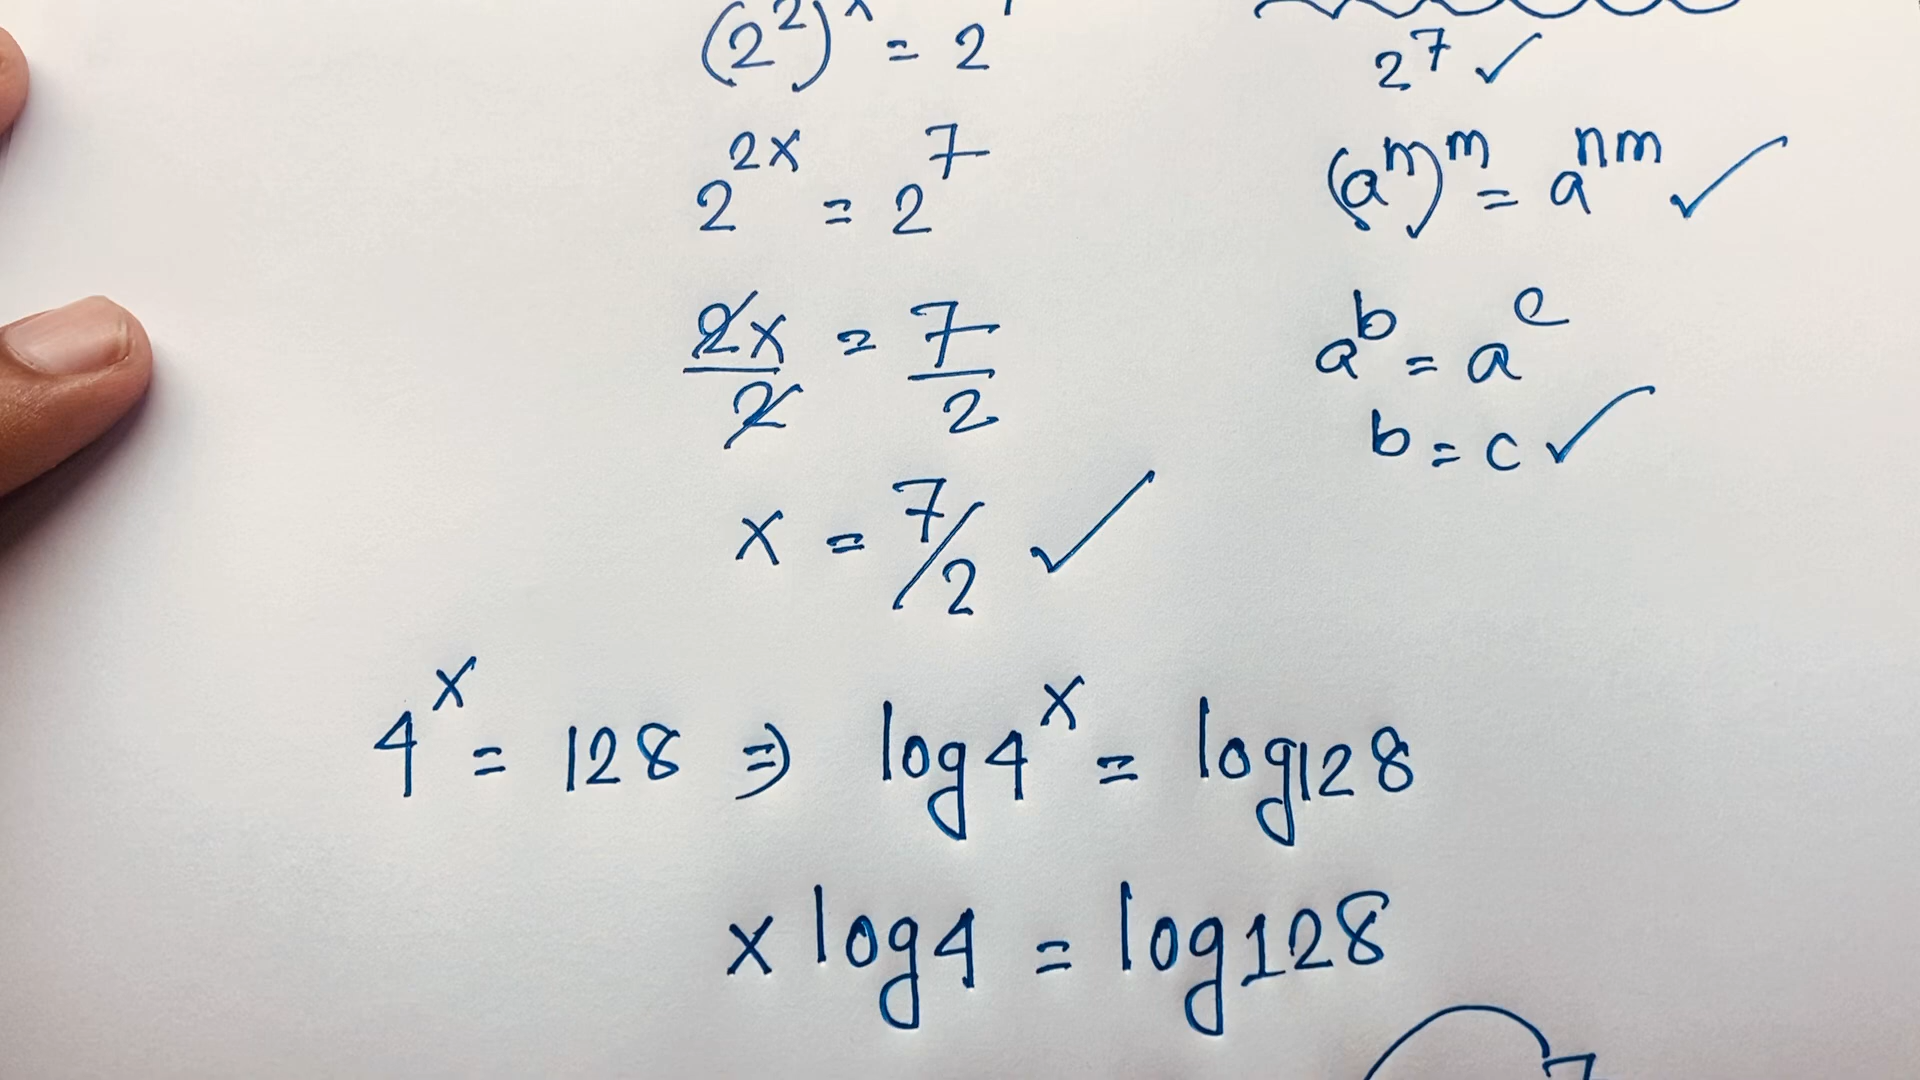 (2²)ˣ = 2
2⁷ ✓
2²ˣ = 2⁷
(aⁿ)ᵐ = aⁿᵐ ✓
2x/2 = 7/2
aᵇ = aᶜ
b = c ✓
x = 7/2 ✓
4ˣ = 128 ⇒ log4ˣ = log128
x log4 = log128
7